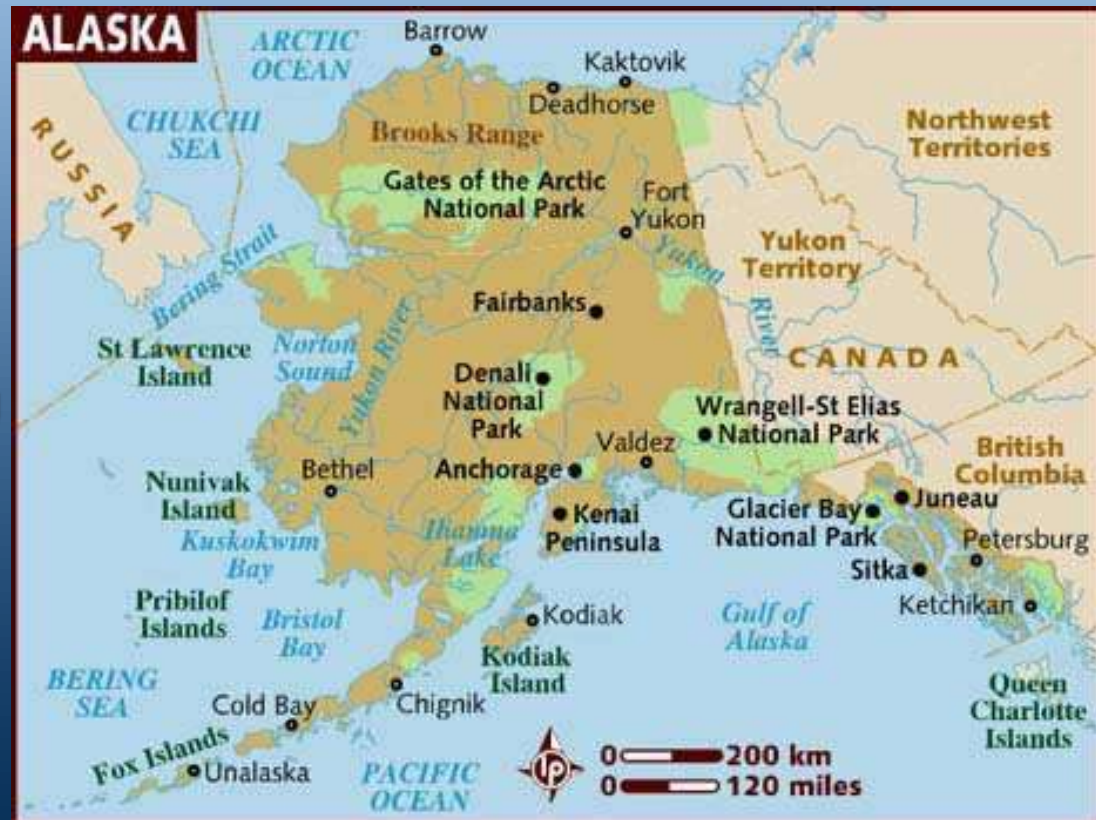 ALASKA
ARCTIC
OCEAN
Barrow
Kaktovik
Deadhorse
CHUKCHI
SEA
RUSSIA
Brooks Range
Northwest
Territories
Gates of the Arctic
National Park
Fort
Yukon
Yukon
Territory
Bering Strait
Yukon
River
Fairbanks
St Lawrence
Island
Norton
Sound
Yukon River
CANADA
Denali
National
Park
Wrangell-St Elias
National Park
Valdez
British
Columbia
Bethel
Anchorage
Nunivak
Island
Kuskokwim
Bay
Iliamna
Lake
Kenai
Peninsula
Glacier Bay
National Park
Juneau
Petersburg
Sitka
Ketchikan
Pribilof
Islands
Bristol
Bay
Kodiak
Gulf of
Alaska
Kodiak
Island
BERING
SEA
Cold Bay
Chignik
Queen
Charlotte
Islands
Fox Islands
Unalaska
PACIFIC
OCEAN
lp
0 200 km
0 120 miles